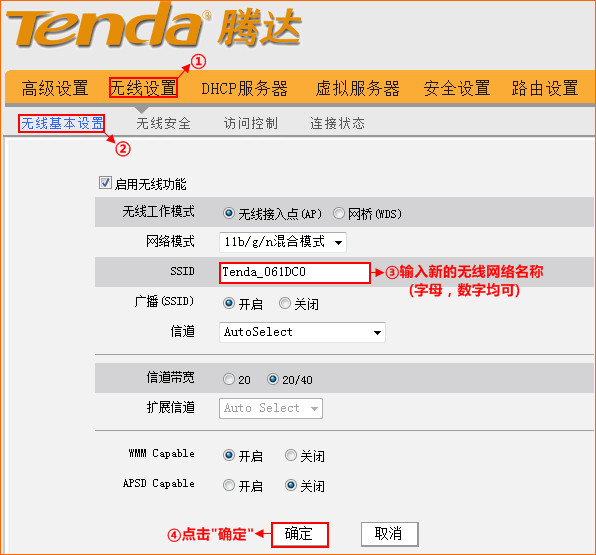 Tenda 腾达
①
高级设置 无线设置 DHCP服务器 虚拟服务器 安全设置 路由设置
无线基本设置 无线安全 访问控制 连接状态
②
启用无线功能
无线工作模式 无线接入点(AP) 网桥(WDS)
网络模式 11b/g/n混合模式
SSID Tenda_061DC0 ③输入新的无线网络名称
(字母，数字均可)
广播(SSID) 开启 关闭
信道 AutoSelect
信道带宽 20 20/40
扩展信道 Auto Select
WMM Capable 开启 关闭
APSD Capable 开启 关闭
④点击"确定" 确定 取消